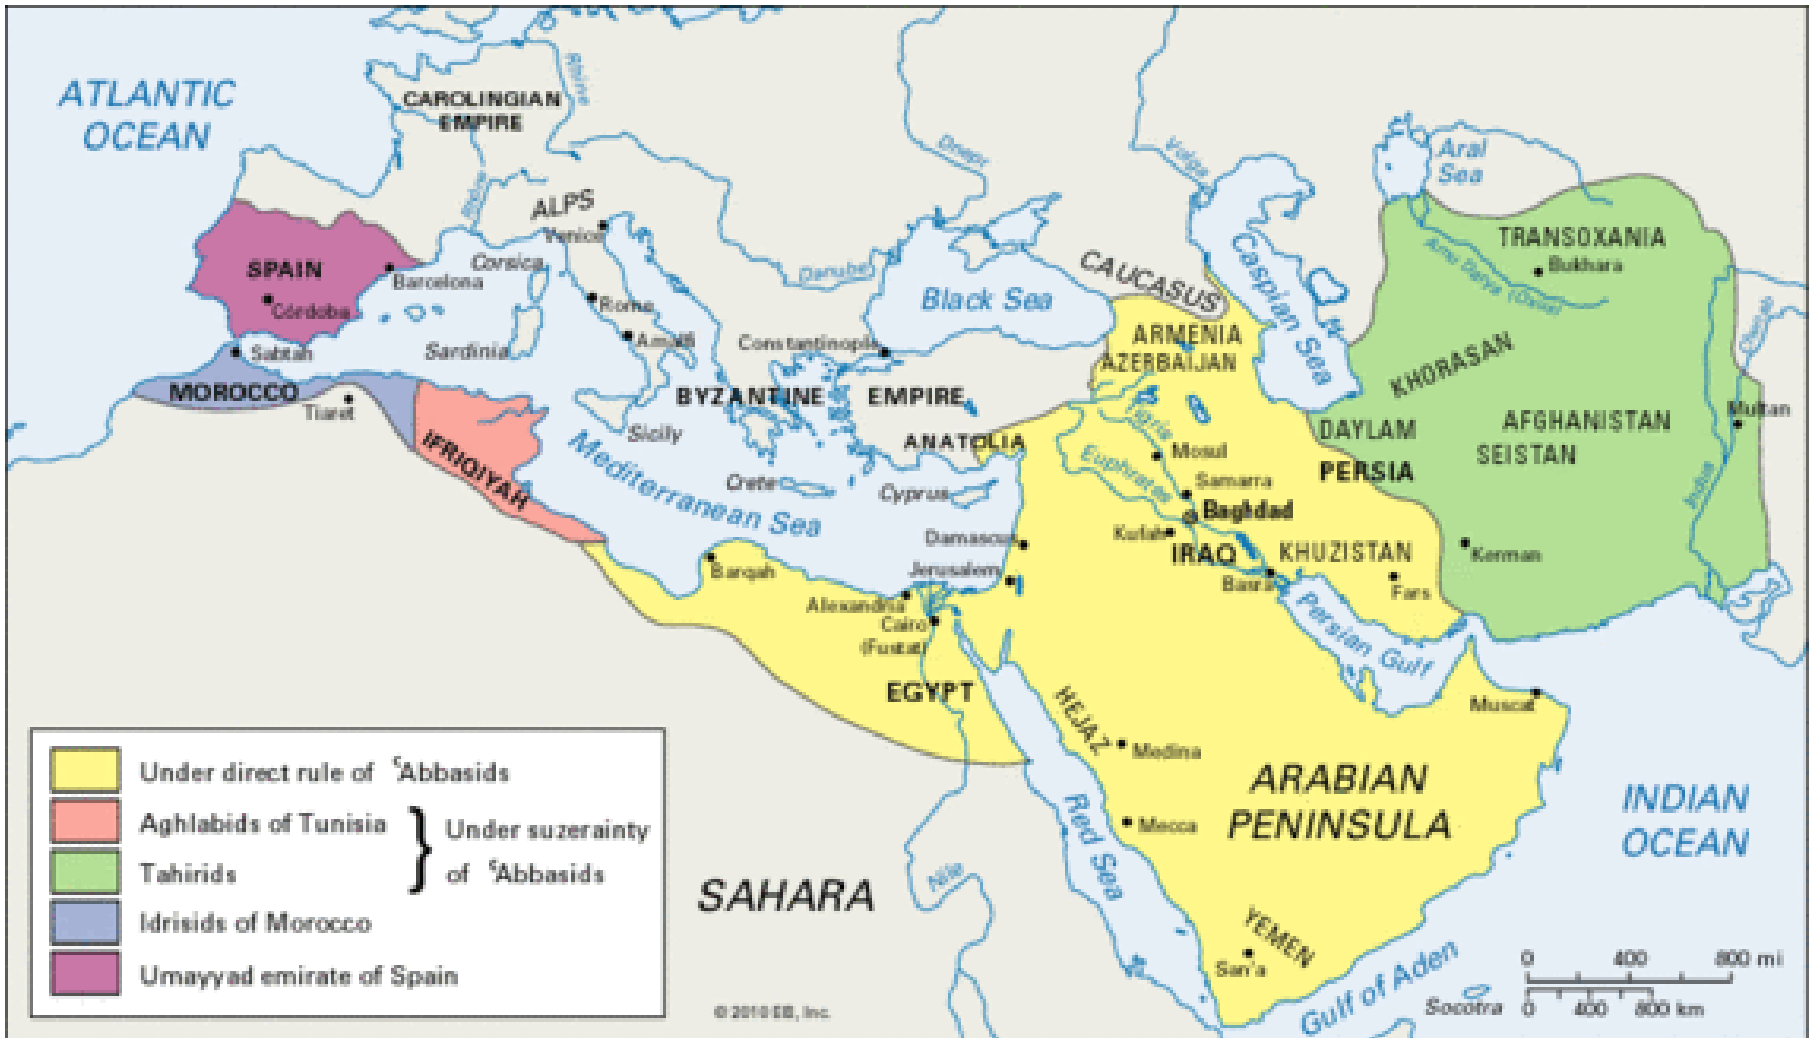 ATLANTIC
OCEAN
CAROLINGIAN
EMPIRE
Rhine
Rhône
ALPS
Venice
Corsica
Rome
Amalfi
Sardinia
Sicily
Danube
Dnepr
Volga
Aral
Sea
Caspian Sea
CAUCASUS
Black Sea
Constantinople
BYZANTINE EMPIRE
ANATOLIA
ARMENIA
AZERBAIJAN
TRANSOXANIA
Bukhara
Amu Darya (Oxus)
KHORASAN
AFGHANISTAN
SEISTAN
DAYLAM
PERSIA
Multan
Indus
Kerman
SPAIN
Barcelona
Córdoba
Sabtah
MOROCCO
Tiaret
IFRIQIYAH
Mediterranean Sea
Crete
Cyprus
Tigris
Euphrates
Mosul
Samarra
Baghdad
Kufah
IRAQ
KHUZISTAN
Basra
Fars
Damascus
Jerusalem
Barqah
Alexandria
Cairo
(Fustat)
EGYPT
Persian Gulf
Muscat
HEJAZ
Medina
Mecca
ARABIAN
PENINSULA
Red Sea
SAHARA
Nile
YEMEN
San'a
Gulf of Aden
Socotra
INDIAN
OCEAN
0 400 800 mi
0 400 800 km
Under direct rule of ʿAbbasids
Aghlabids of Tunisia
Tahirids
Under suzerainty
of ʿAbbasids
Idrisids of Morocco
Umayyad emirate of Spain
© 2010 EB, Inc.